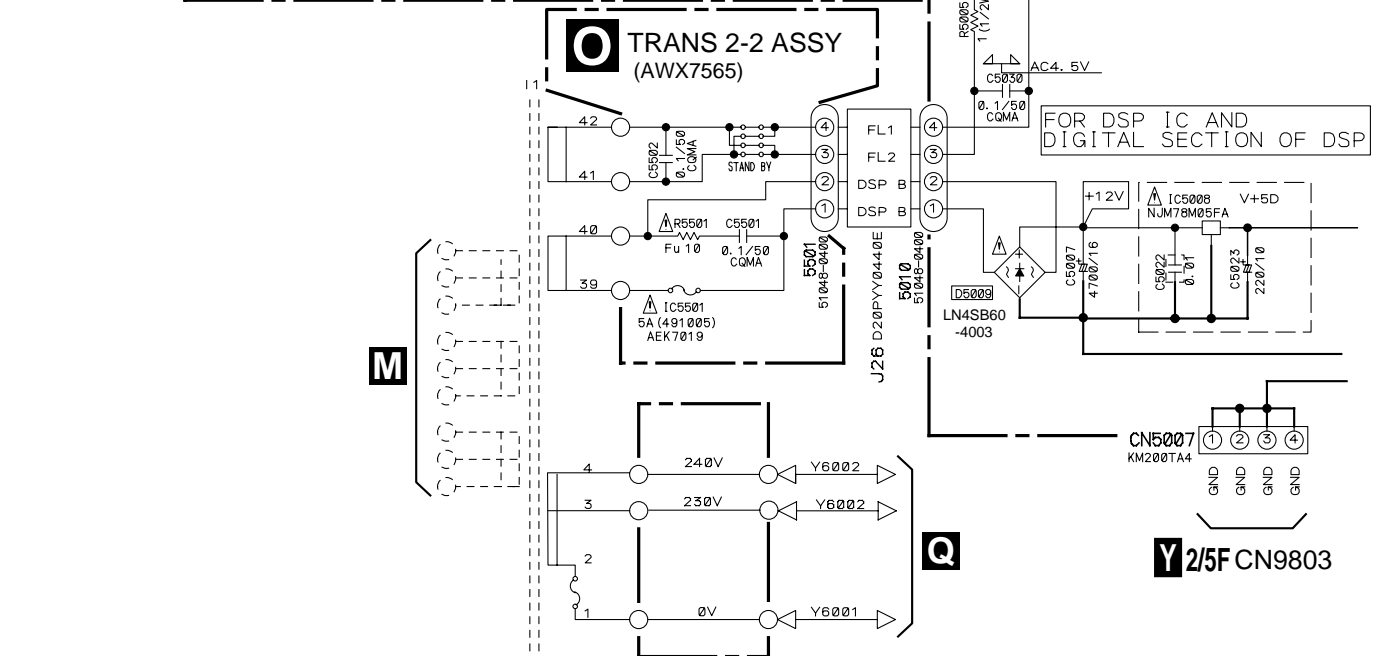 O TRANS 2-2 ASSY
(AWX7565)
R5005
AC4. 5V
C5030
0. 1/50
CQMA
FOR DSP IC AND
DIGITAL SECTION OF DSP
42
41
40
39
C5502
0. 1/50
CQMA
STAND BY
4
3
2
1
FL1
FL2
DSP B
DSP B
4
3
2
1
R5501
Fu 10
C5501
0. 1/50
CQMA
IC5501
5A (491005)
AEK7019
5501
51048-0400
J26 D20PYY0440E
5010
51048-0400
+12V
IC5008
NJM78M05FA
V+5D
D5009
LN4SB60
-4003
C5007
4700/16
C5022
0. 01
C5023
220/10
M
CN5007
KM200TA4
1 2 3 4
GND GND GND GND
Y 2/5F CN9803
4 240V Y6002
3 230V Y6002
2
1 0V Y6001
Q